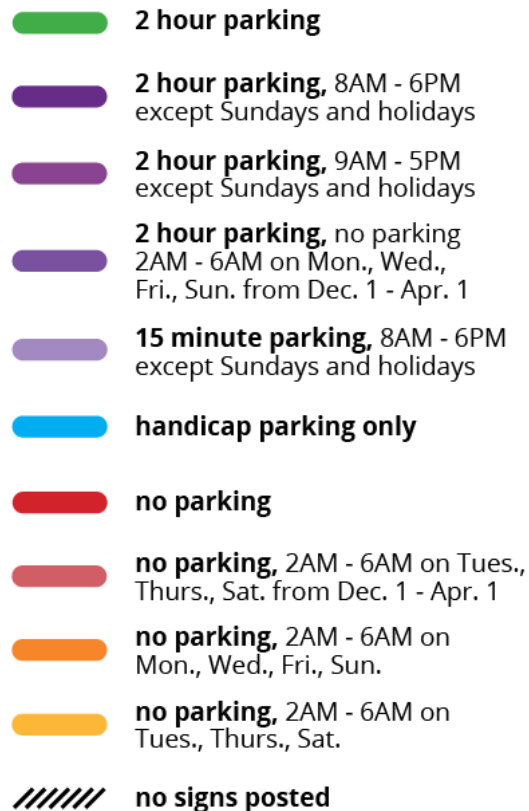 2 hour parking
2 hour parking, 8AM - 6PM
except Sundays and holidays
2 hour parking, 9AM - 5PM
except Sundays and holidays
2 hour parking, no parking
2AM - 6AM on Mon., Wed.,
Fri., Sun. from Dec. 1 - Apr. 1
15 minute parking, 8AM - 6PM
except Sundays and holidays
handicap parking only
no parking
no parking, 2AM - 6AM on Tues.,
Thurs., Sat. from Dec. 1 - Apr. 1
no parking, 2AM - 6AM on
Mon., Wed., Fri., Sun.
no parking, 2AM - 6AM on
Tues., Thurs., Sat.
no signs posted